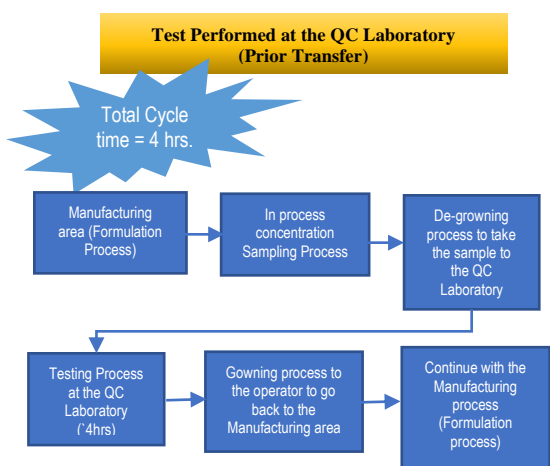 Test Performed at the QC Laboratory
(Prior Transfer)
Total Cycle
time = 4 hrs.
Manufacturing
area (Formulation
Process)
In process
concentration
Sampling Process
De-growning
process to take
the sample to
the QC
Laboratory
Testing Process
at the QC
Laboratory
(`4hrs)
Gowning process to
the operator to go
back to the
Manufacturing area
Continue with the
Manufacturing
process
(Formulation
process)